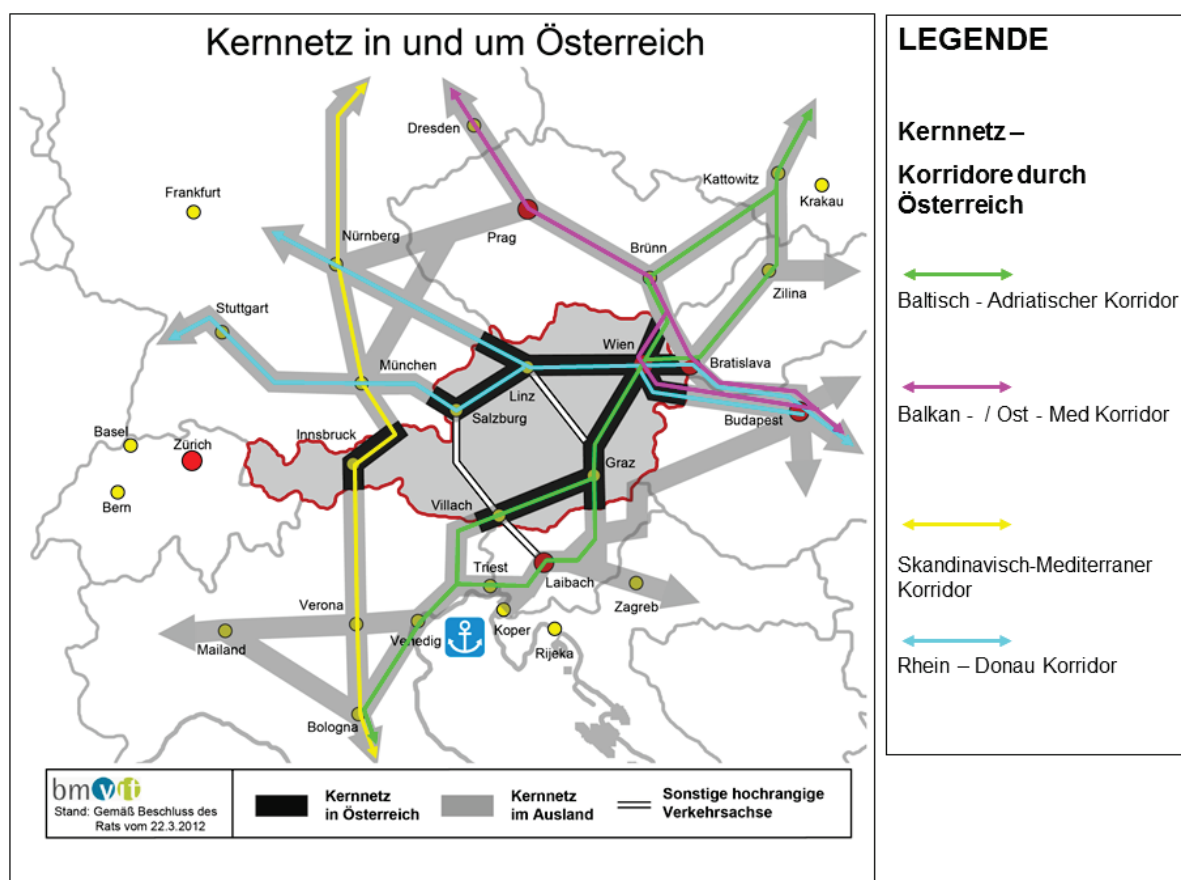 Kernnetz in und um Österreich
Dresden
Kattowitz
Krakau
Frankfurt
Nürnberg
Prag
Brünn
Zilina
Stuttgart
München
Wien
Bratislava
Linz
Salzburg
Budapest
Basel
Zürich
Innsbruck
Graz
Bern
Villach
Triest
Laibach
Verona
Zagreb
Koper
Mailand
Venedig
Rijeka
Bologna
bmvit
Stand: Gemäß Beschluss des
Rats vom 22.3.2012
Kernnetz
in Österreich
Kernnetz
im Ausland
Sonstige hochrangige
Verkehrsachse
LEGENDE
Kernnetz –
Korridore durch
Österreich
Baltisch - Adriatischer Korridor
Balkan - / Ost - Med Korridor
Skandinavisch-Mediterraner
Korridor
Rhein – Donau Korridor